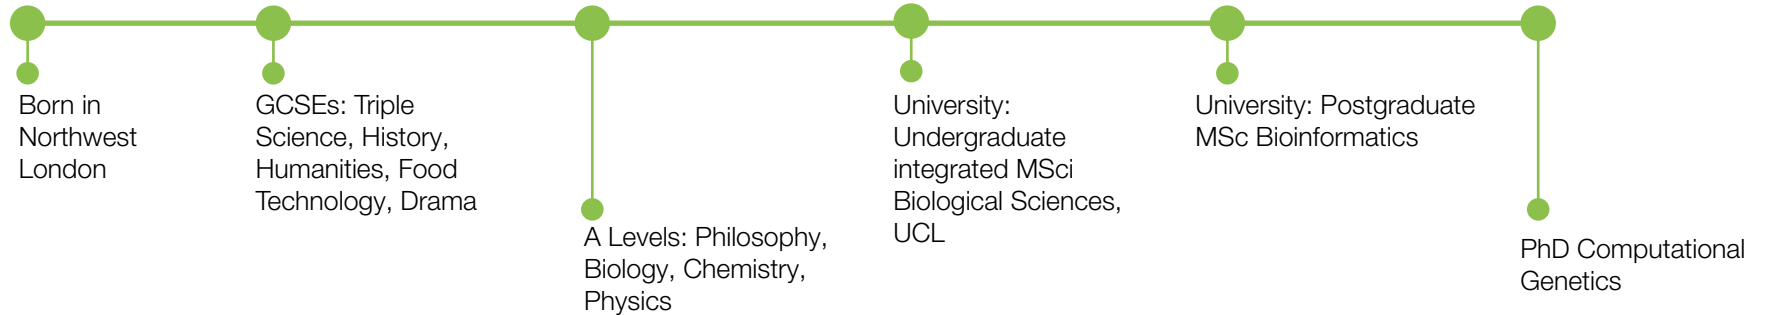 Born in
Northwest
London
GCSEs: Triple
Science, History,
Humanities, Food
Technology, Drama
A Levels: Philosophy,
Biology, Chemistry,
Physics
University:
Undergraduate
integrated MSci
Biological Sciences,
UCL
University: Postgraduate
MSc Bioinformatics
PhD Computational
Genetics